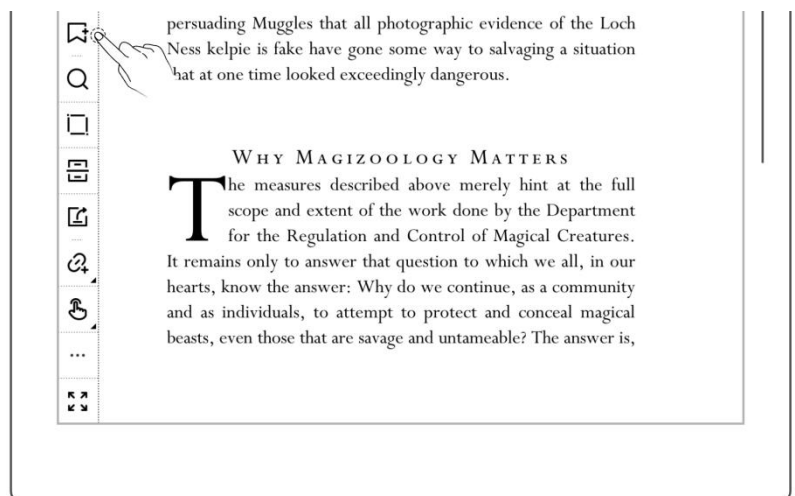 persuading Muggles that all photographic evidence of the Loch
Ness kelpie is fake have gone some way to salvaging a situation
hat at one time looked exceedingly dangerous.
WHY MAGIZOOLOGY MATTERS
The measures described above merely hint at the full
scope and extent of the work done by the Department
for the Regulation and Control of Magical Creatures.
It remains only to answer that question to which we all, in our
hearts, know the answer: Why do we continue, as a community
and as individuals, to attempt to protect and conceal magical
beasts, even those that are savage and untameable? The answer is,